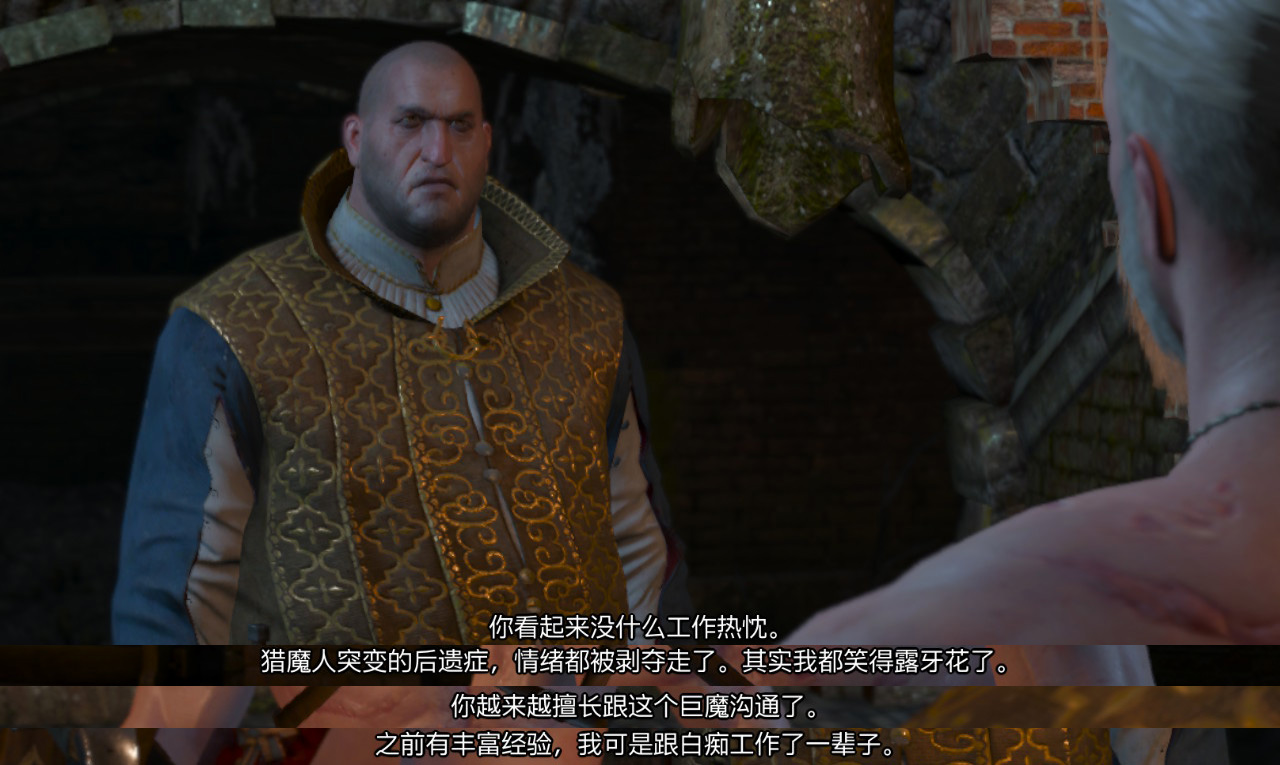 你看起来没什么工作热忱。
猎魔人突变的后遗症，情绪都被剥夺走了。其实我都笑得露牙花了。
你越来越擅长跟这个巨魔沟通了。
之前有丰富经验，我可是跟白痴工作了一辈子。